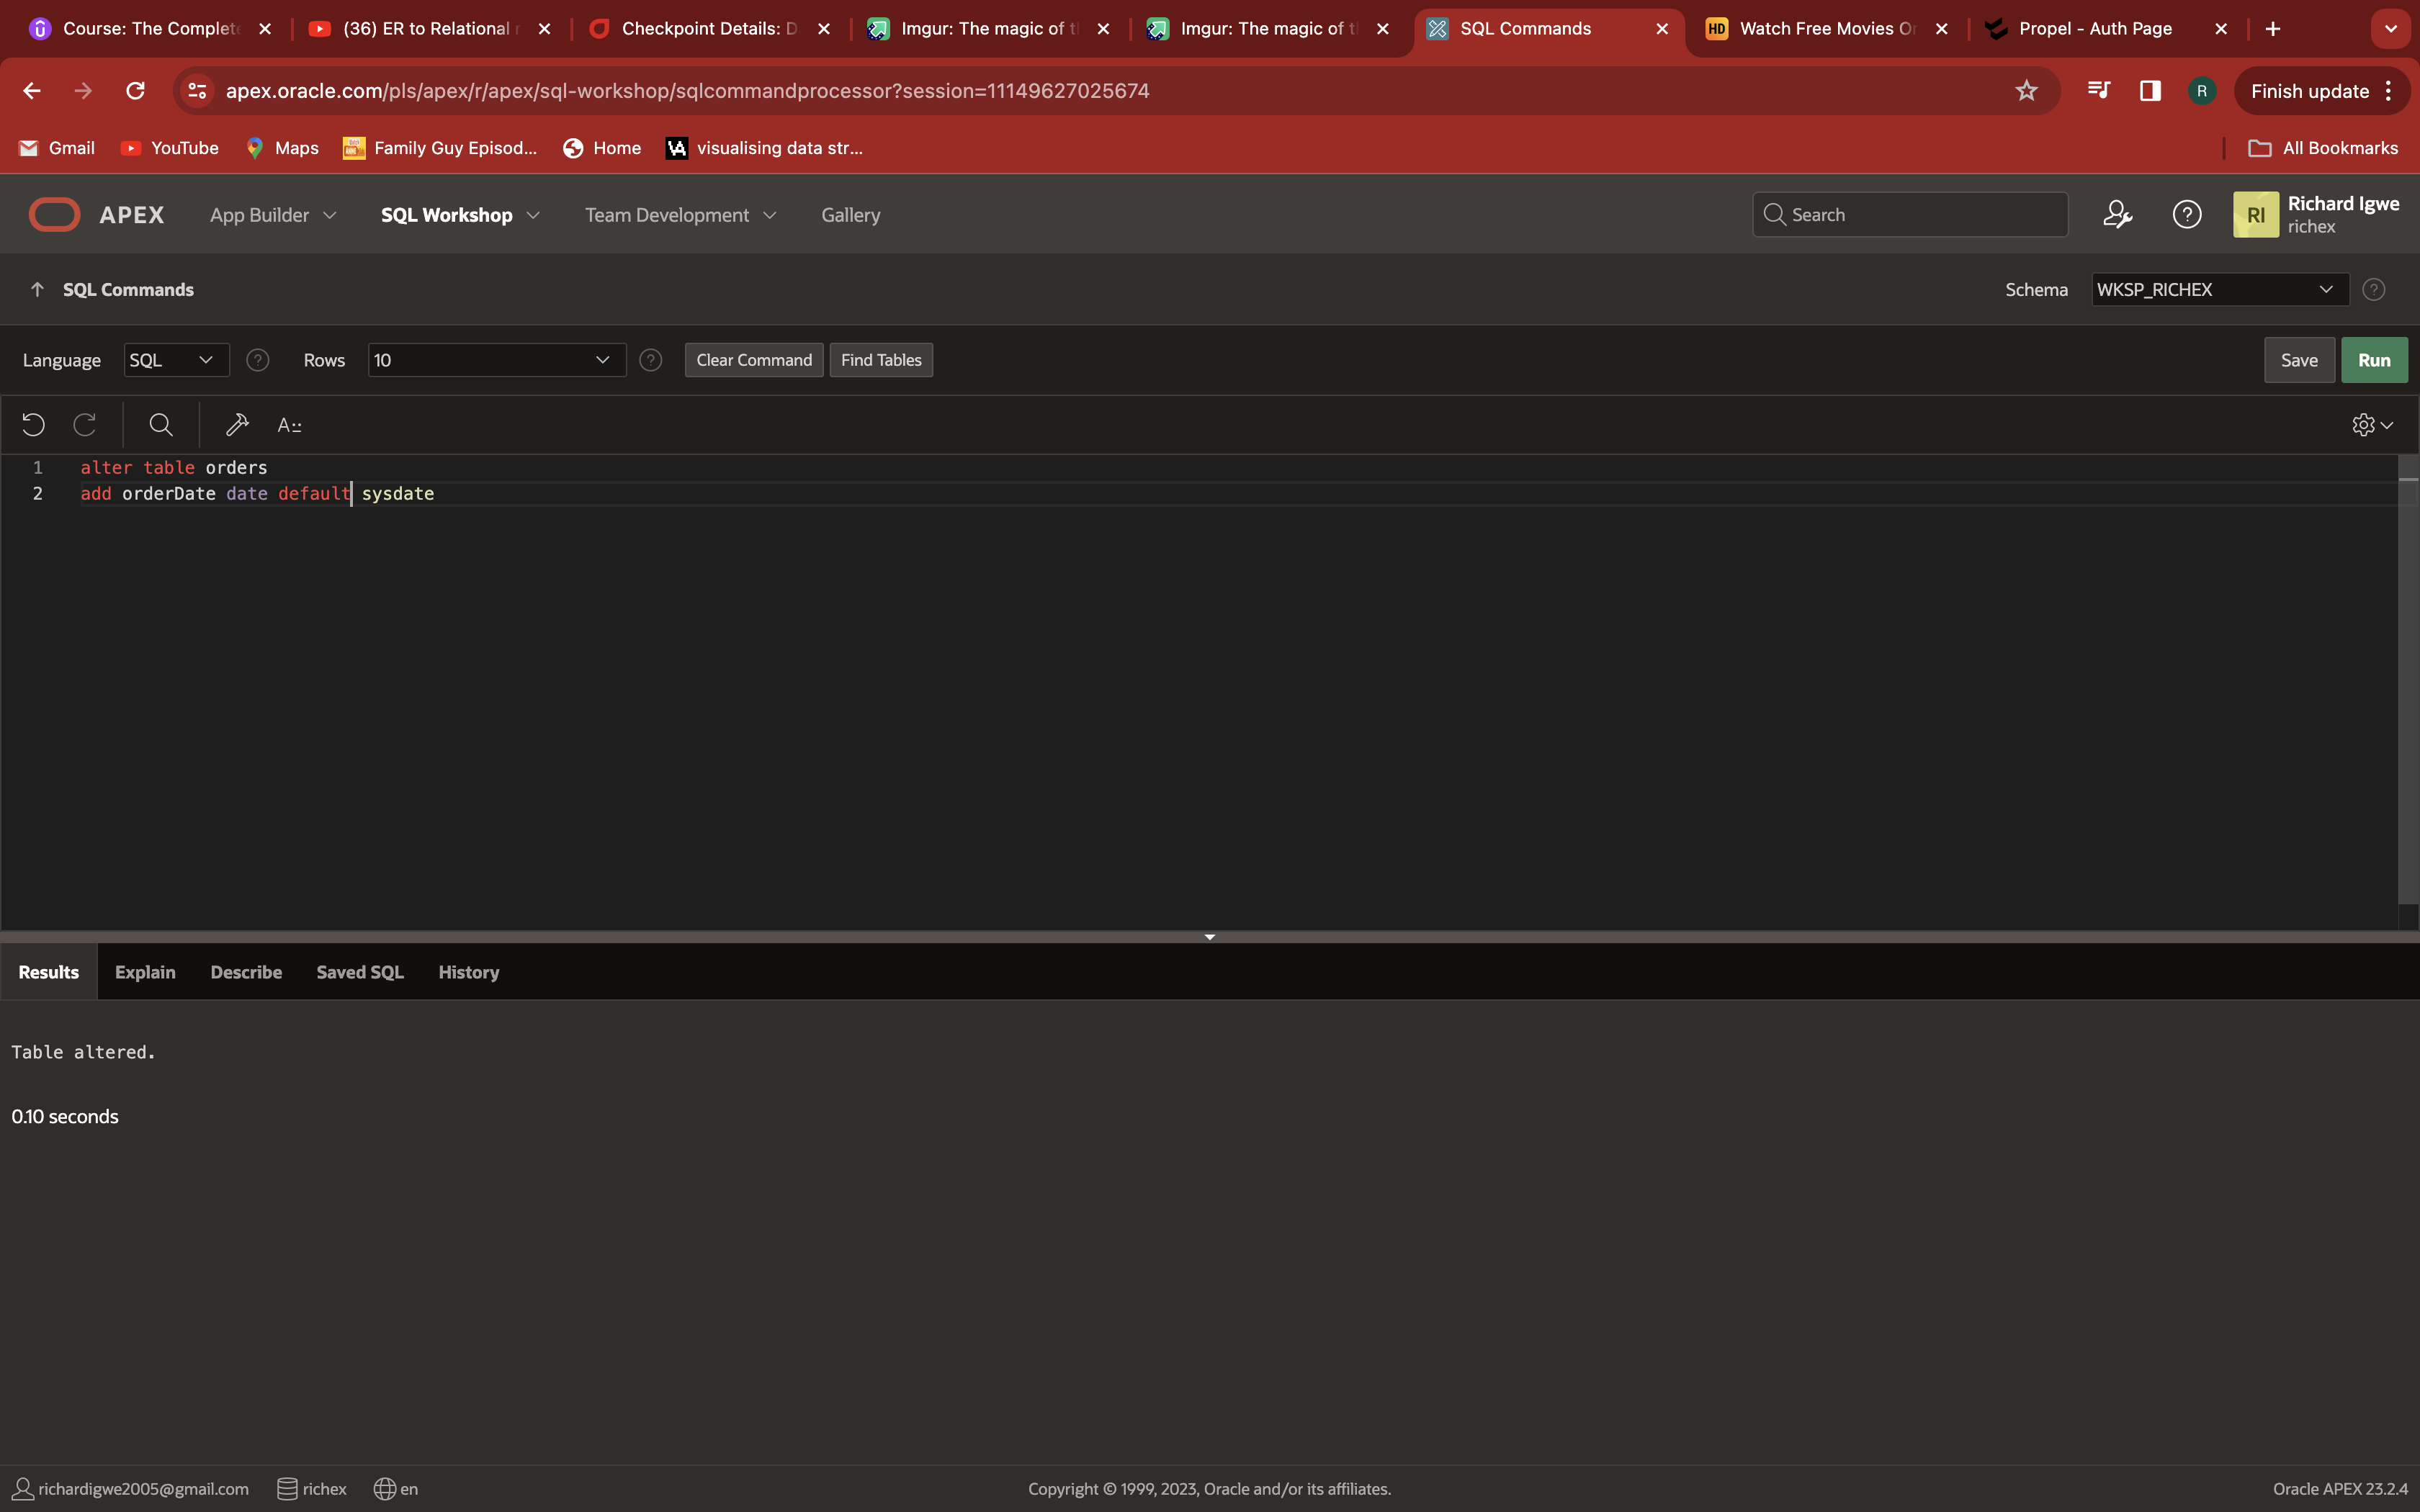 Course: The Complete
(36) ER to Relational
Checkpoint Details: D
Imgur: The magic of t
Imgur: The magic of t
SQL Commands
HD Watch Free Movies O
Propel - Auth Page
apex.oracle.com/pls/apex/r/apex/sql-workshop/sqlcommandprocessor?session=11149627025674
R
Finish update
Gmail
YouTube
Maps
Family Guy Episod...
Home
visualising data str...
All Bookmarks
APEX
App Builder
SQL Workshop
Team Development
Gallery
Search
RI
Richard Igwe
richex
SQL Commands
Schema
WKSP_RICHEX
Language
SQL
Rows
10
Clear Command
Find Tables
Save
Run
1 alter table orders
2 add orderDate date default sysdate
Results
Explain
Describe
Saved SQL
History
Table altered.
0.10 seconds
richardigwe2005@gmail.com
richex
en
Copyright © 1999, 2023, Oracle and/or its affiliates.
Oracle APEX 23.2.4